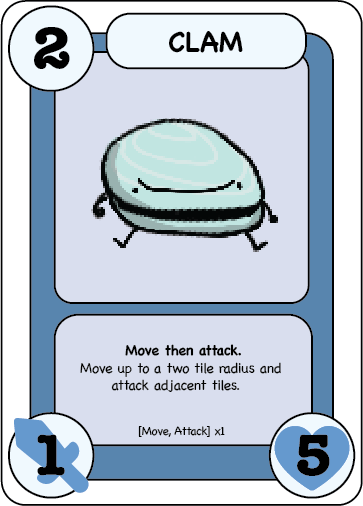 2
CLAM
Move then attack.
Move up to a two tile radius and
attack adjacent tiles.
[Move, Attack] x1
1
5